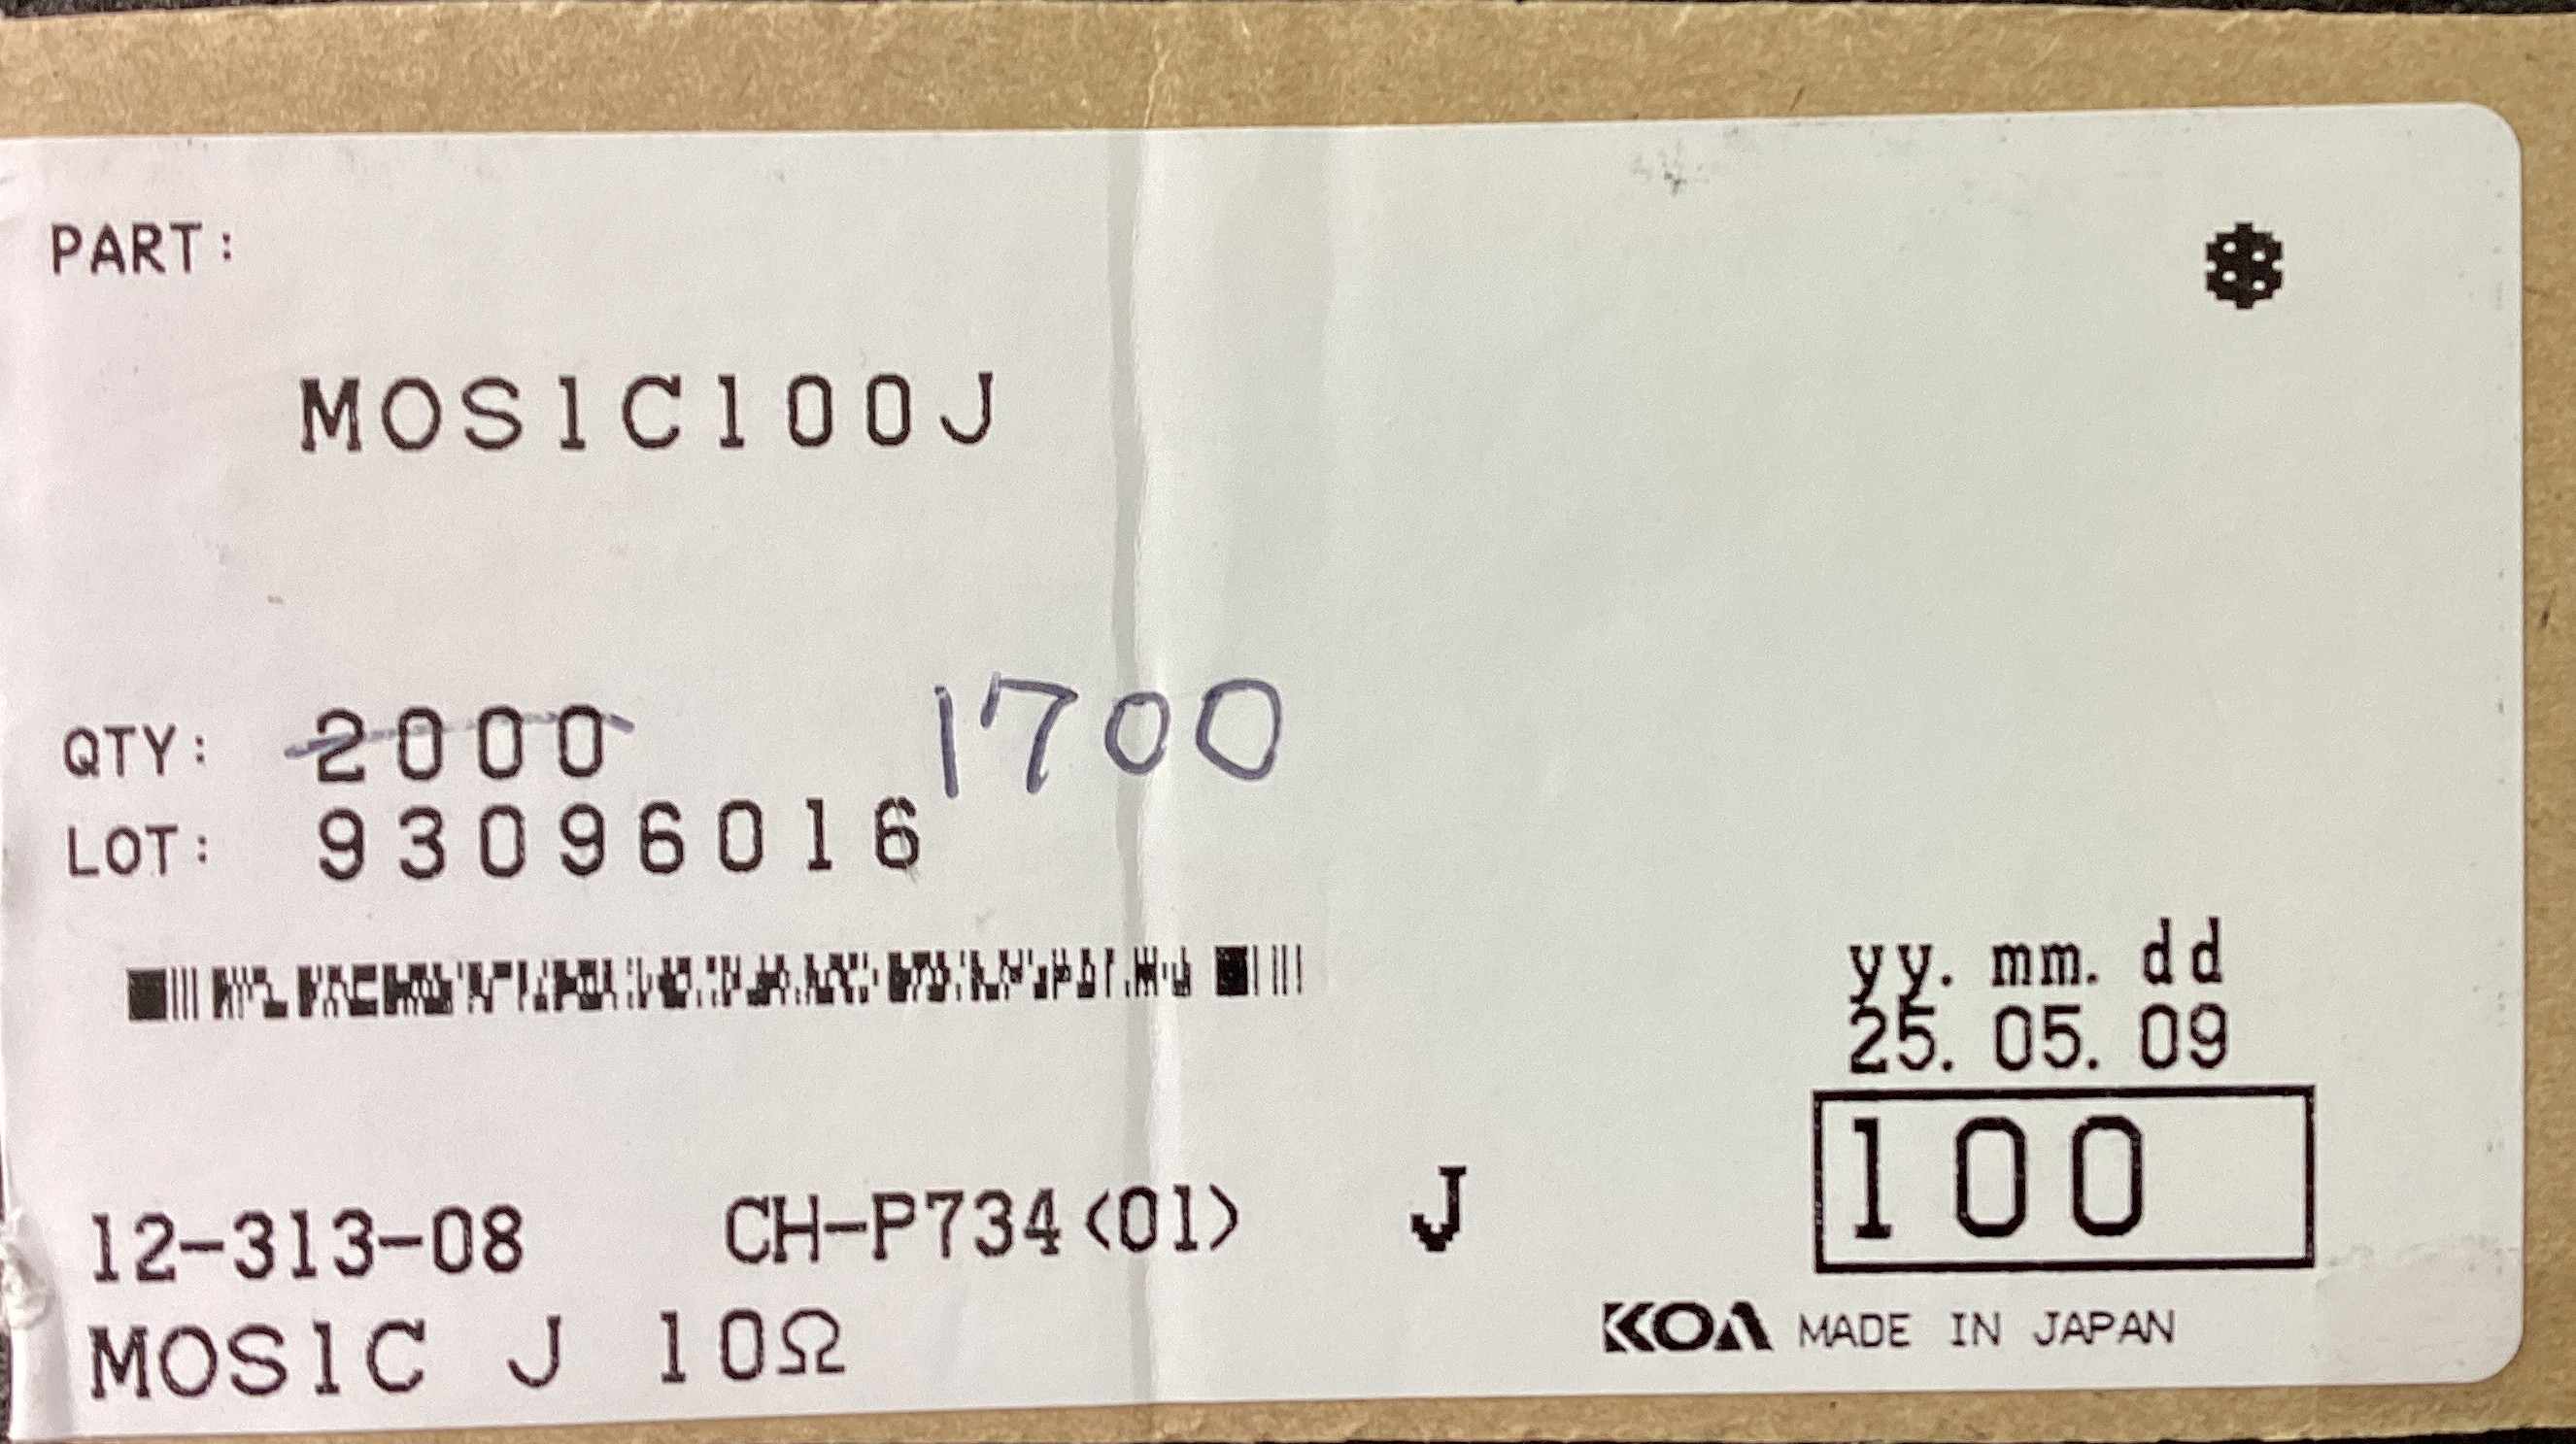 PART:
MOS1C100J
QTY: 2000 1700
LOT: 93096016
yy. mm. dd
25. 05. 09
100
12-313-08 CH-P734<01> J
MOS1C J 10Ω
KOA MADE IN JAPAN